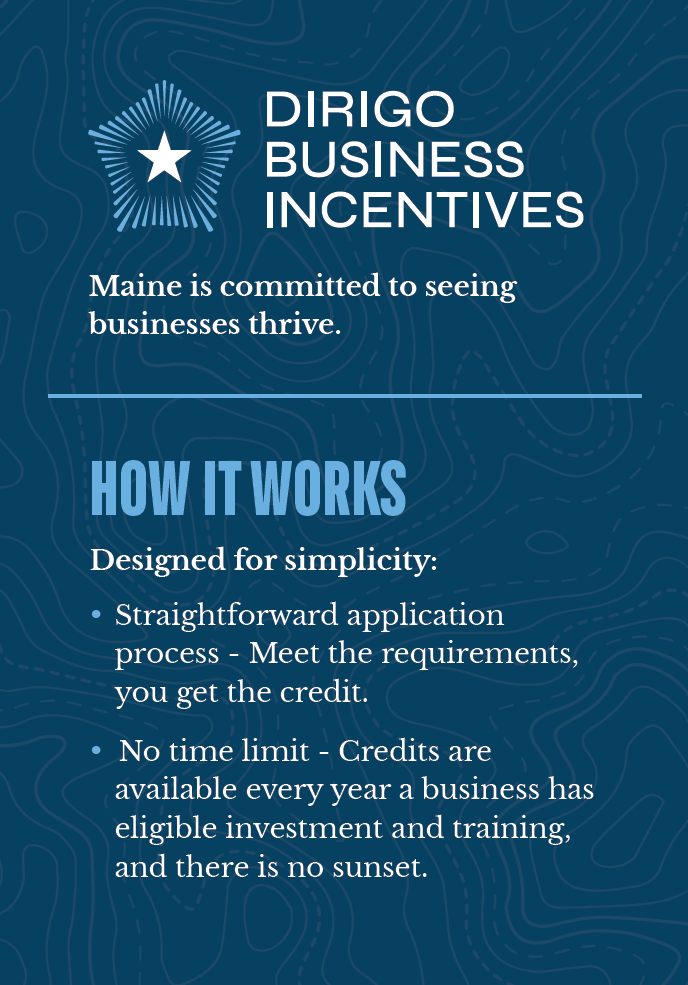 DIRIGO
BUSINESS
INCENTIVES
Maine is committed to seeing
businesses thrive.
HOW IT WORKS
Designed for simplicity:
• Straightforward application
process - Meet the requirements,
you get the credit.
• No time limit - Credits are
available every year a business has
eligible investment and training,
and there is no sunset.